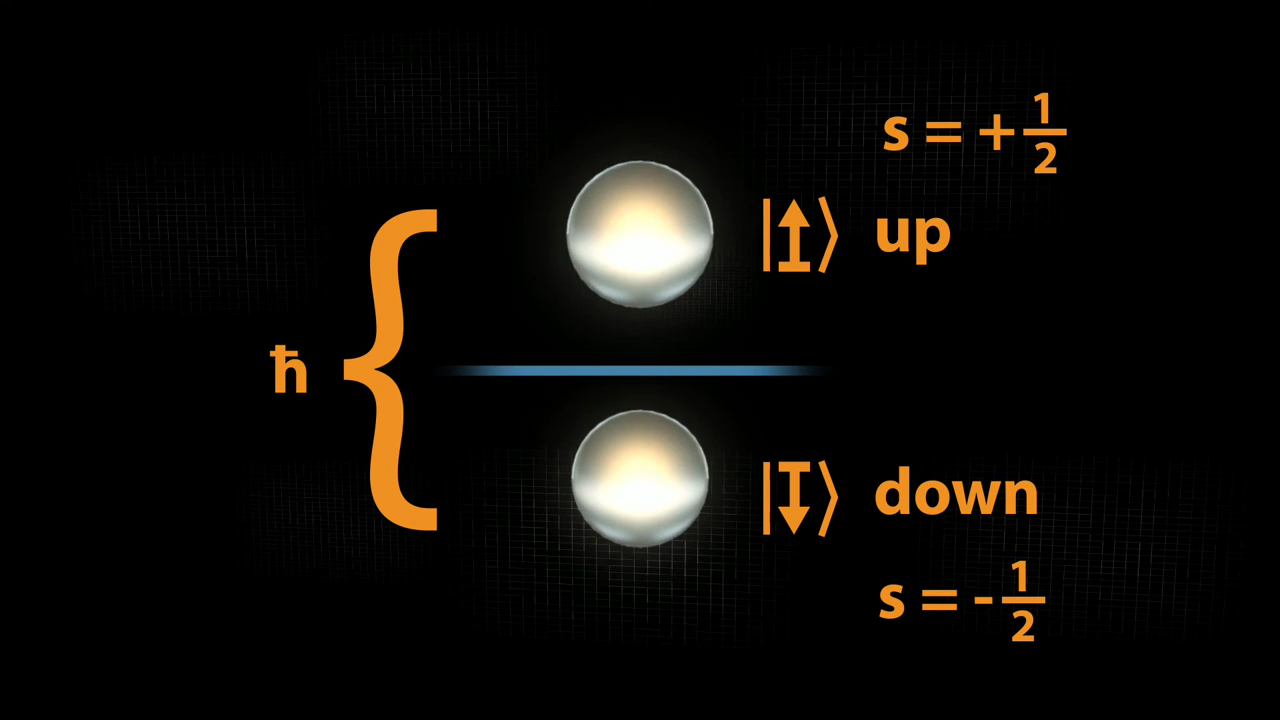 s = +1/2
|↑⟩ up
ħ {
|↓⟩ down
s = -1/2